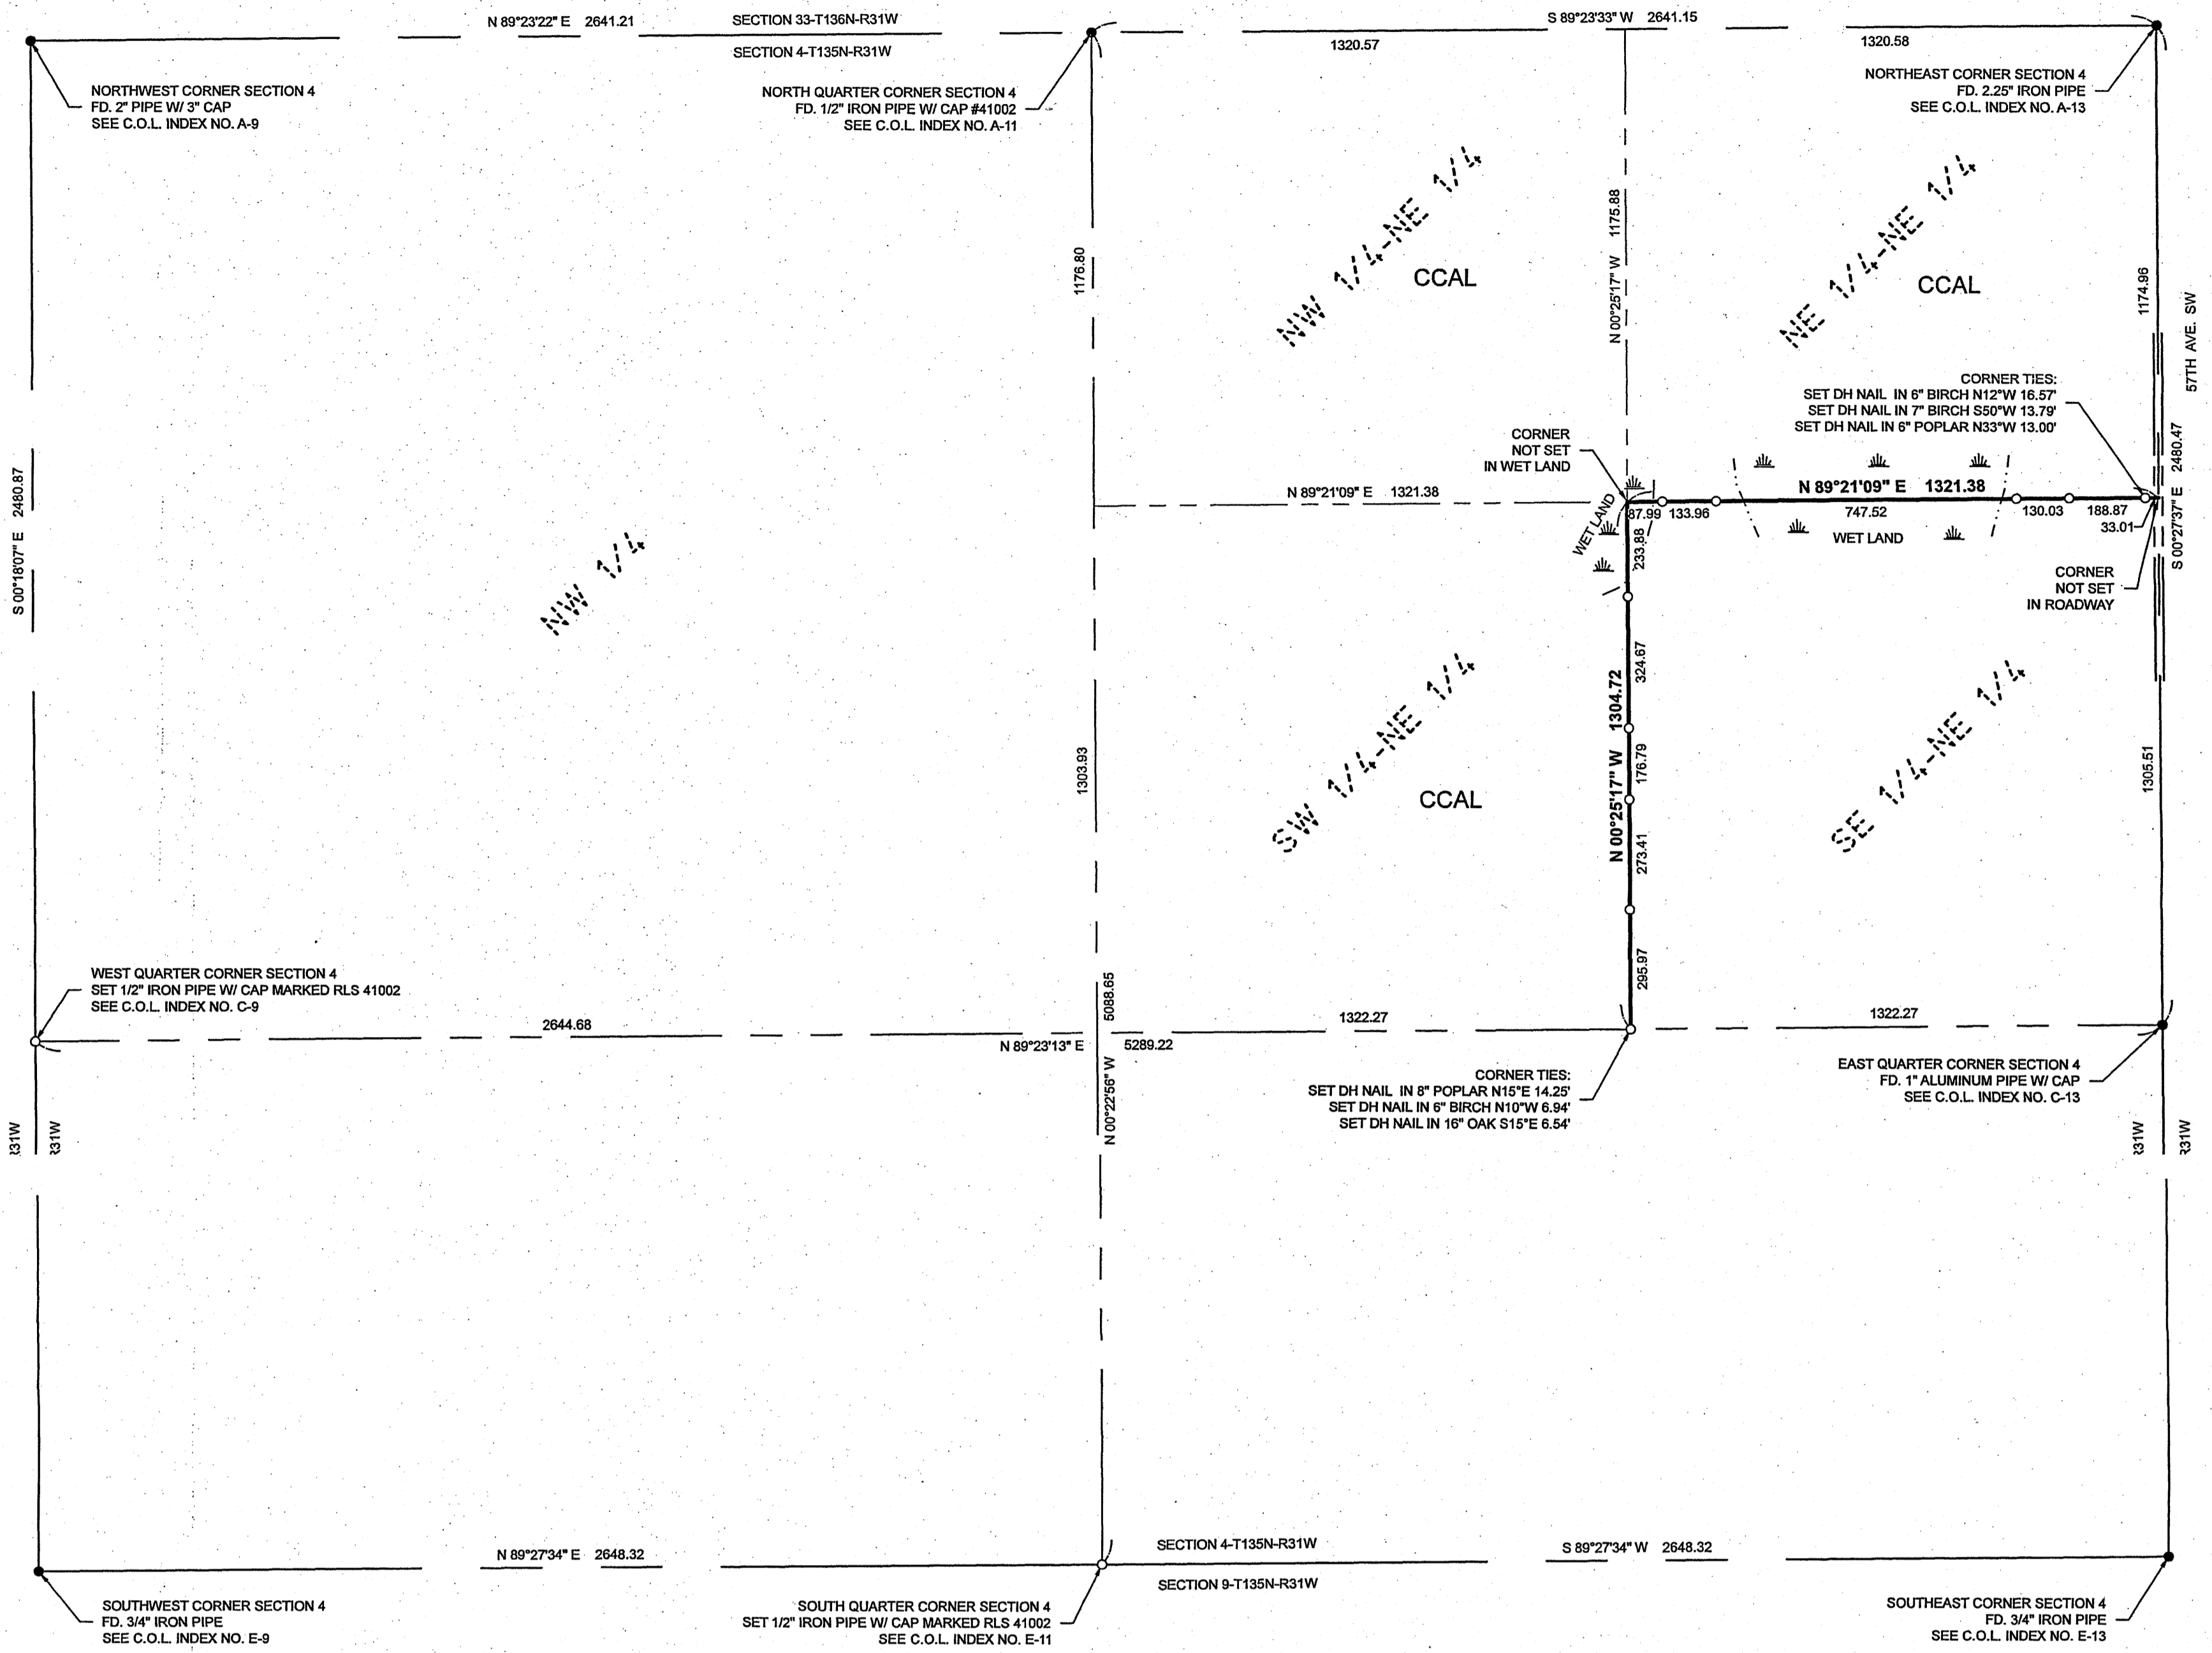 N 89°23'22" E 2641.21
SECTION 33-T136N-R31W
SECTION 4-T135N-R31W
S 89°23'33" W 2641.15
1320.57
1320.58
NORTHWEST CORNER SECTION 4
FD. 2" PIPE W/ 3" CAP
SEE C.O.L. INDEX NO. A-9
NORTH QUARTER CORNER SECTION 4
FD. 1/2" IRON PIPE W/ CAP #41002
SEE C.O.L. INDEX NO. A-11
NORTHEAST CORNER SECTION 4
FD. 2.25" IRON PIPE
SEE C.O.L. INDEX NO. A-13
NW 1/4-NE 1/4
CCAL
NE 1/4-NE 1/4
CCAL
1176.80
N 00°25'17" W 1175.88
1174.96
57TH AVE. SW
S 00°27'37" E 2480.47
CORNER TIES:
SET DH NAIL IN 6" BIRCH N12°W 16.57'
SET DH NAIL IN 7" BIRCH S50°W 13.79'
SET DH NAIL IN 6" POPLAR N33°W 13.00'
CORNER
NOT SET
IN WET LAND
S 00°18'07" E 2480.87
N 89°21'09" E 1321.38
N 89°21'09" E 1321.38
87.99
133.96
747.52
130.03
188.87
33.01
WET LAND
WET LAND
233.88
CORNER
NOT SET
IN ROADWAY
NW 1/4
324.67
N 00°25'17" W 1304.72
176.79
273.41
295.97
SW 1/4-NE 1/4
CCAL
SE 1/4-NE 1/4
1303.93
1305.51
WEST QUARTER CORNER SECTION 4
SET 1/2" IRON PIPE W/ CAP MARKED RLS 41002
SEE C.O.L. INDEX NO. C-9
2644.68
N 89°23'13" E 5289.22
N 00°22'56" W 5088.65
1322.27
1322.27
CORNER TIES:
SET DH NAIL IN 8" POPLAR N15°E 14.25'
SET DH NAIL IN 6" BIRCH N10°W 6.94'
SET DH NAIL IN 16" OAK S15°E 6.54'
EAST QUARTER CORNER SECTION 4
FD. 1" ALUMINUM PIPE W/ CAP
SEE C.O.L. INDEX NO. C-13
R31W
R31W
R31W
R31W
N 89°27'34" E 2648.32
SECTION 4-T135N-R31W
SECTION 9-T135N-R31W
S 89°27'34" W 2648.32
SOUTHWEST CORNER SECTION 4
FD. 3/4" IRON PIPE
SEE C.O.L. INDEX NO. E-9
SOUTH QUARTER CORNER SECTION 4
SET 1/2" IRON PIPE W/ CAP MARKED RLS 41002
SEE C.O.L. INDEX NO. E-11
SOUTHEAST CORNER SECTION 4
FD. 3/4" IRON PIPE
SEE C.O.L. INDEX NO. E-13